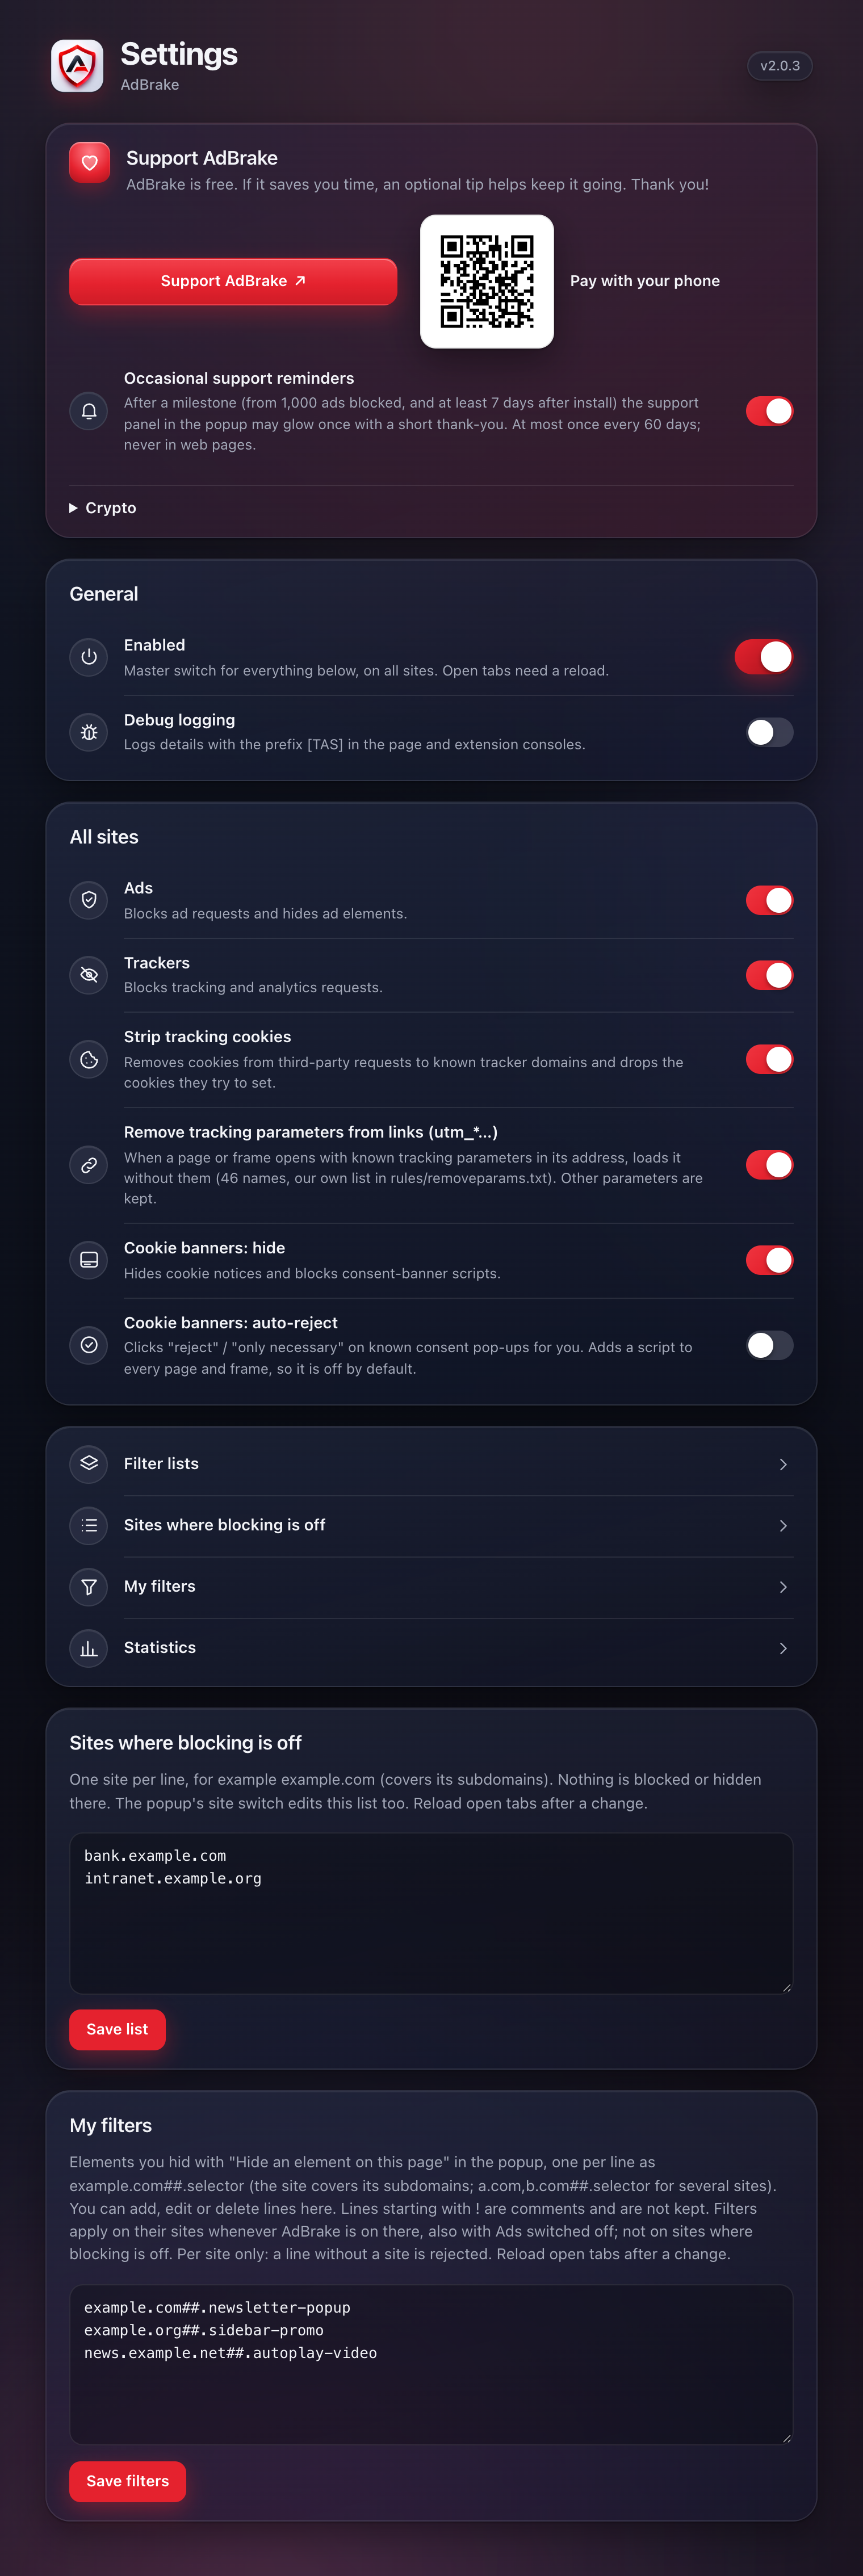 Settings
AdBrake
v2.0.3
Support AdBrake
AdBrake is free. If it saves you time, an optional tip helps keep it going. Thank you!
Support AdBrake ↗
Pay with your phone
Occasional support reminders
After a milestone (from 1,000 ads blocked, and at least 7 days after install) the support
panel in the popup may glow once with a short thank-you. At most once every 60 days;
never in web pages.
Crypto
General
Enabled
Master switch for everything below, on all sites. Open tabs need a reload.
Debug logging
Logs details with the prefix [TAS] in the page and extension consoles.
All sites
Ads
Blocks ad requests and hides ad elements.
Trackers
Blocks tracking and analytics requests.
Strip tracking cookies
Removes cookies from third-party requests to known tracker domains and drops the
cookies they try to set.
Remove tracking parameters from links (utm_*...)
When a page or frame opens with known tracking parameters in its address, loads it
without them (46 names, our own list in rules/removeparams.txt). Other parameters are
kept.
Cookie banners: hide
Hides cookie notices and blocks consent-banner scripts.
Cookie banners: auto-reject
Clicks "reject" / "only necessary" on known consent pop-ups for you. Adds a script to
every page and frame, so it is off by default.
Filter lists
Sites where blocking is off
My filters
Statistics
Sites where blocking is off
One site per line, for example example.com (covers its subdomains). Nothing is blocked or hidden
there. The popup's site switch edits this list too. Reload open tabs after a change.
bank.example.com
intranet.example.org
Save list
My filters
Elements you hid with "Hide an element on this page" in the popup, one per line as
example.com##.selector (the site covers its subdomains; a.com,b.com##.selector for several sites).
You can add, edit or delete lines here. Lines starting with ! are comments and are not kept. Filters
apply on their sites whenever AdBrake is on there, also with Ads switched off; not on sites where
blocking is off. Per site only: a line without a site is rejected. Reload open tabs after a change.
example.com##.newsletter-popup
example.org##.sidebar-promo
news.example.net##.autoplay-video
Save filters